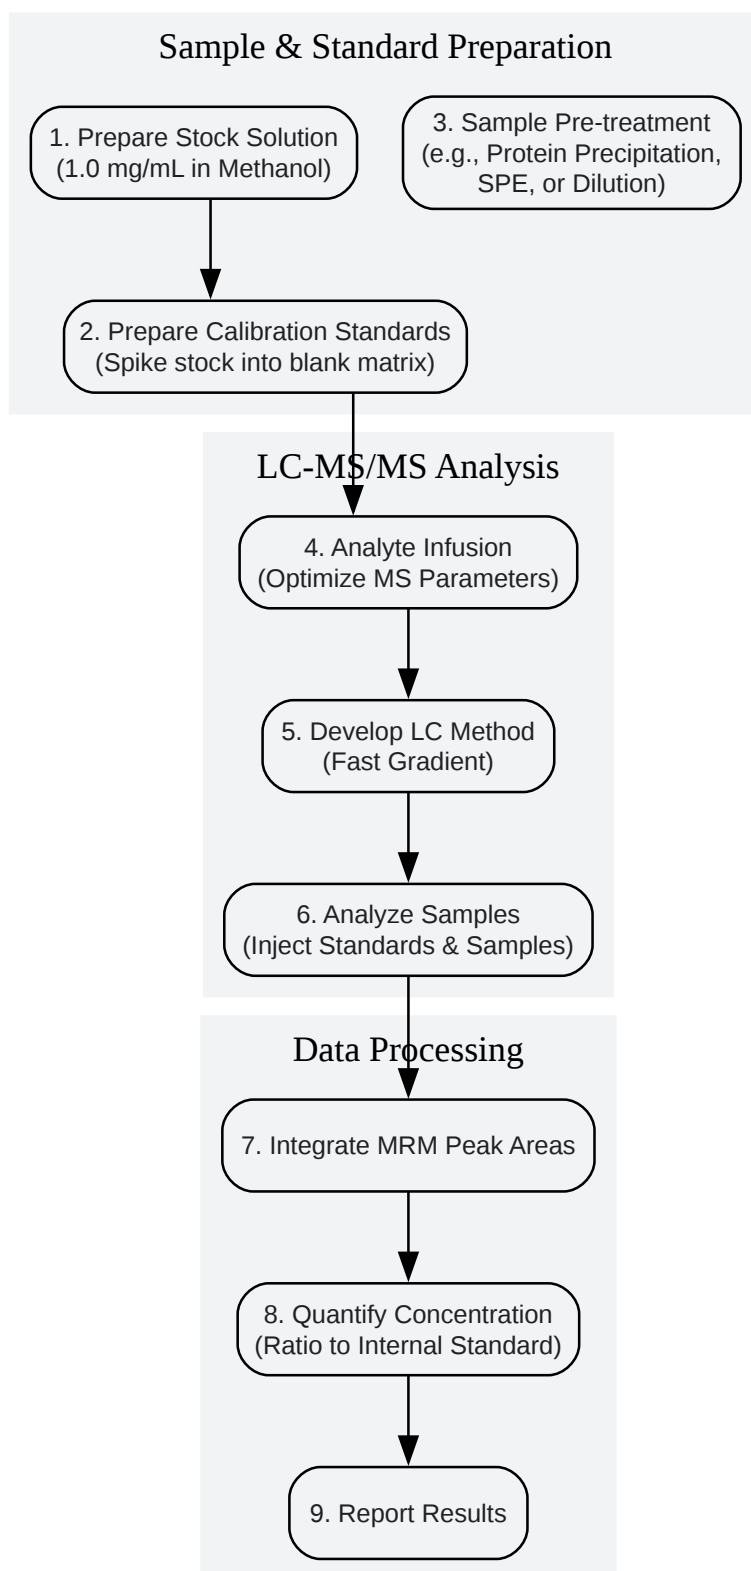 Sample & Standard Preparation
1. Prepare Stock Solution
(1.0 mg/mL in Methanol)
3. Sample Pre-treatment
(e.g., Protein Precipitation,
SPE, or Dilution)
2. Prepare Calibration Standards
(Spike stock into blank matrix)
LC-MS/MS Analysis
4. Analyte Infusion
(Optimize MS Parameters)
5. Develop LC Method
(Fast Gradient)
6. Analyze Samples
(Inject Standards & Samples)
Data Processing
7. Integrate MRM Peak Areas
8. Quantify Concentration
(Ratio to Internal Standard)
9. Report Results